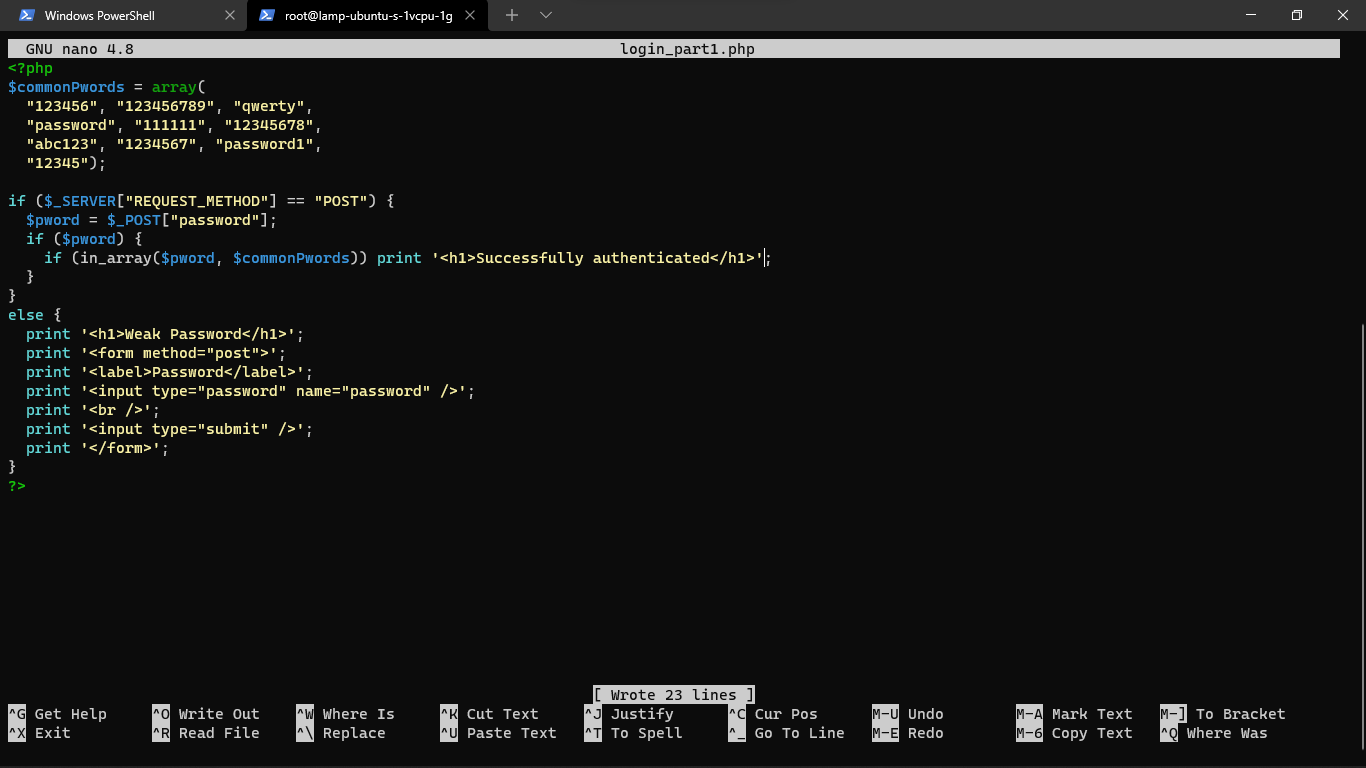 Windows PowerShell
root@lamp-ubuntu-s-1vcpu-1g
GNU nano 4.8 login_part1.php
<?php
$commonPwords = array(
  "123456", "123456789", "qwerty",
  "password", "111111", "12345678",
  "abc123", "1234567", "password1",
  "12345");

if ($_SERVER["REQUEST_METHOD"] == "POST") {
  $pword = $_POST["password"];
  if ($pword) {
    if (in_array($pword, $commonPwords)) print '<h1>Successfully authenticated</h1>';
  }
}
else {
  print '<h1>Weak Password</h1>';
  print '<form method="post">';
  print '<label>Password</label>';
  print '<input type="password" name="password" />';
  print '<br />';
  print '<input type="submit" />';
  print '</form>';
}
?>
[ Wrote 23 lines ]
^G Get Help ^O Write Out ^W Where Is ^K Cut Text ^J Justify ^C Cur Pos M-U Undo M-A Mark Text M-] To Bracket
^X Exit ^R Read File ^\ Replace ^U Paste Text ^T To Spell ^_ Go To Line M-E Redo M-6 Copy Text ^Q Where Was